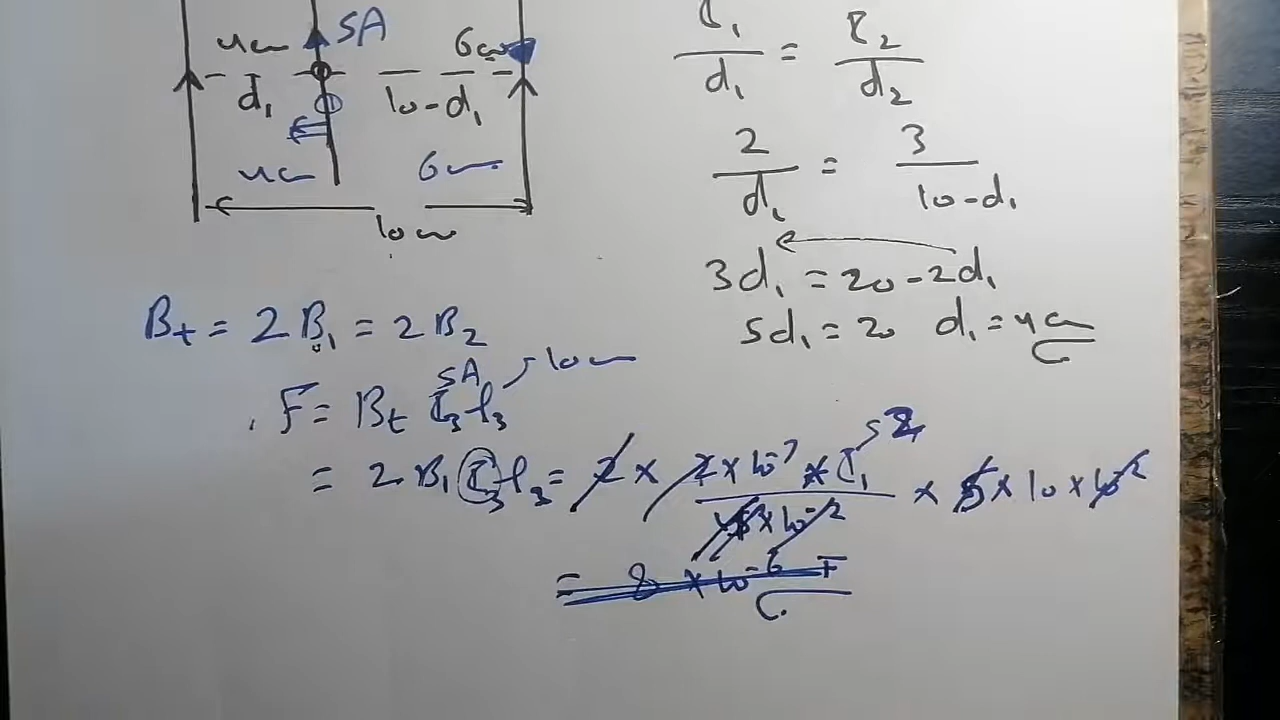 4cm 5A 6cm
d₁ 10-d₁
4cm 6cm
10cm
I₁/d₁ = I₂/d₂
2/d₁ = 3/10-d₁
3d₁ = 20-2d₁
5d₁ = 20 d₁ = 4cm
Bt = 2B₁ = 2B₂
5A 10cm
F = Bt I₃ l₃
= 2B₁ I₃ l₃ = 2 × 2×10⁻⁷ × I₁ / ×10⁻² × 5 × 10 × 10⁻²
= 8 × 10⁻⁶ T